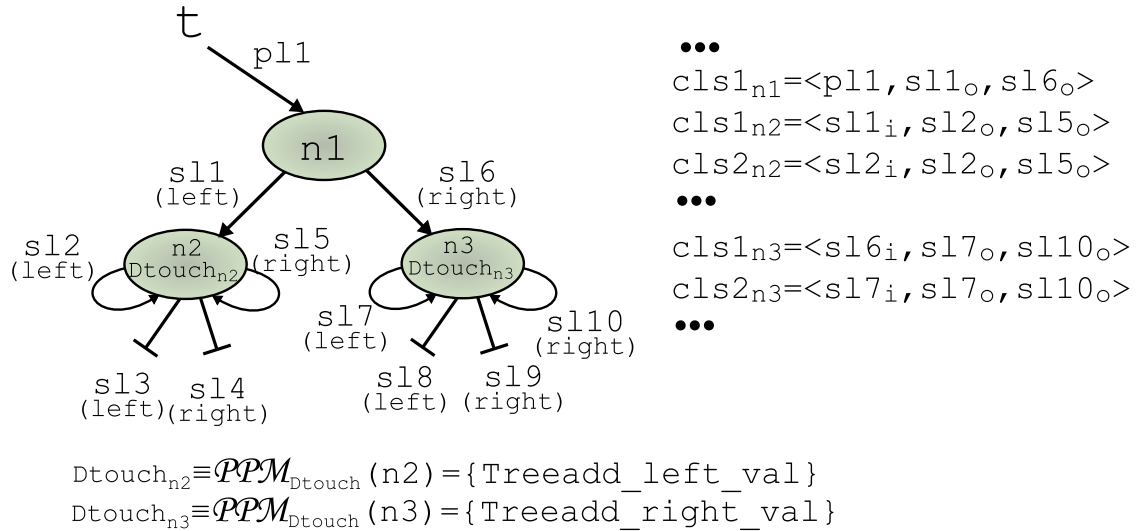 t
pl1
n1
sl1
(left)
sl6
(right)
sl2
(left)
n2
Dtouchn2
sl5
(right)
n3
Dtouchn3
sl7
(left)
sl10
(right)
sl3
(left)
sl4
(right)
sl8
(left)
sl9
(right)
•••
cls1n1=<pl1,sl1o,sl6o>
cls1n2=<sl1i,sl2o,sl5o>
cls2n2=<sl2i,sl2o,sl5o>
•••
cls1n3=<sl6i,sl7o,sl10o>
cls2n3=<sl7i,sl7o,sl10o>
•••
Dtouchn2≡PPMDtouch(n2)={Treeadd_left_val}
Dtouchn3≡PPMDtouch(n3)={Treeadd_right_val}